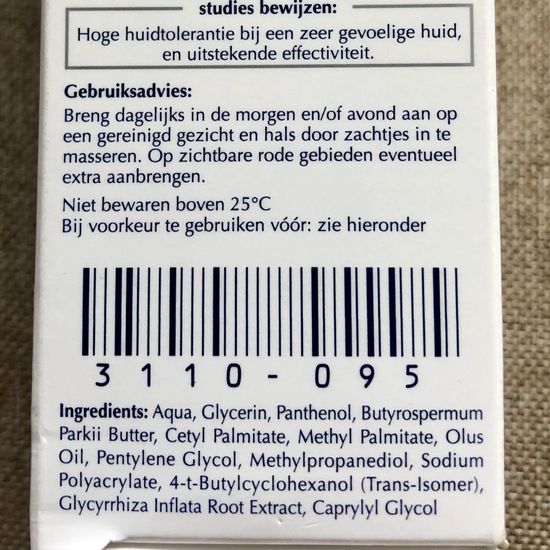 studies bewijzen:
Hoge huidtolerantie bij een zeer gevoelige huid,
en uitstekende effectiviteit.
Gebruiksadvies:
Breng dagelijks in de morgen en/of avond aan op
een gereinigd gezicht en hals door zachtjes in te
masseren. Op zichtbare rode gebieden eventueel
extra aanbrengen.
Niet bewaren boven 25°C
Bij voorkeur te gebruiken vóór: zie hieronder
3110-095
Ingredients: Aqua, Glycerin, Panthenol, Butyrospermum
Parkii Butter, Cetyl Palmitate, Methyl Palmitate, Olus
Oil, Pentylene Glycol, Methylpropanediol, Sodium
Polyacrylate, 4-t-Butylcyclohexanol (Trans-Isomer),
Glycyrrhiza Inflata Root Extract, Caprylyl Glycol